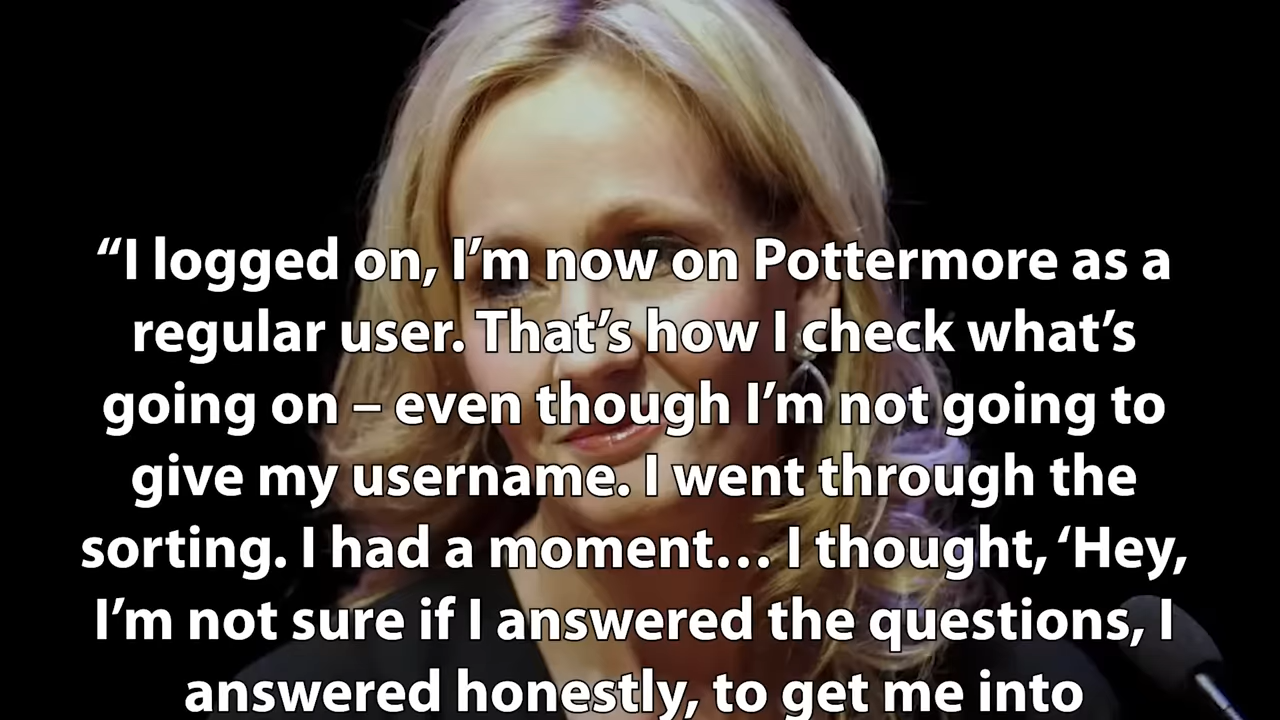 “I logged on, I’m now on Pottermore as a
regular user. That’s how I check what’s
going on – even though I’m not going to
give my username. I went through the
sorting. I had a moment… I thought, ‘Hey,
I’m not sure if I answered the questions, I
answered honestly, to get me into